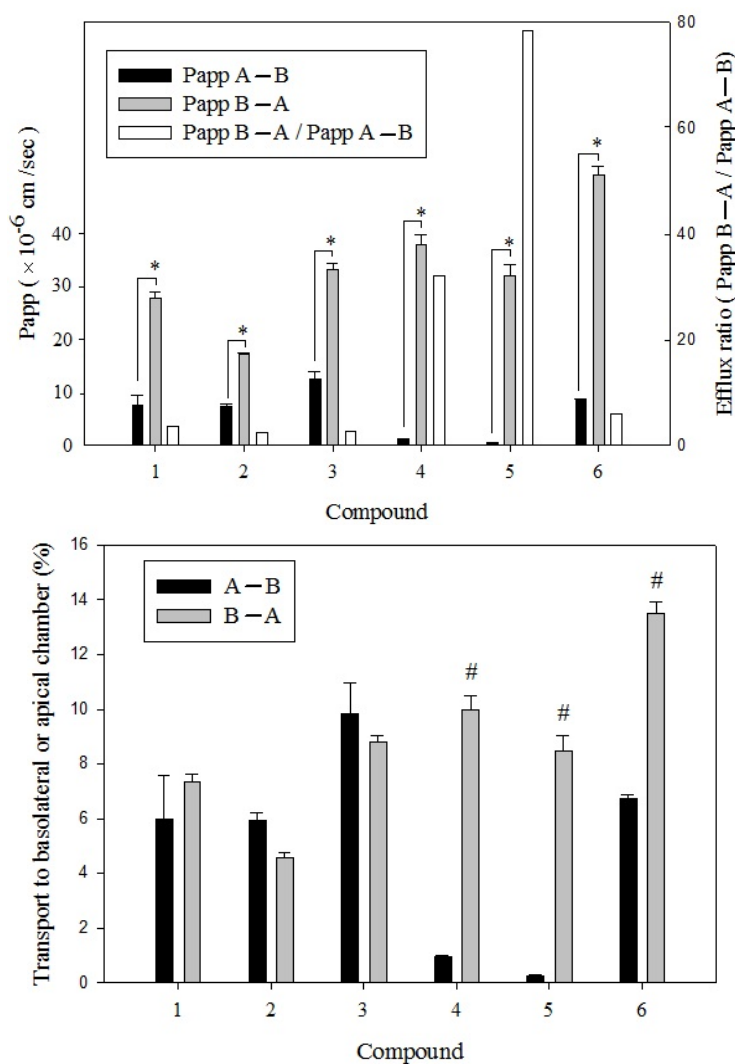 Papp A — B
Papp B — A
Papp B — A / Papp A — B
Papp ( × 10⁻⁶ cm /sec )
40
30
20
10
0
80
60
40
20
0
Efflux ratio ( Papp B — A / Papp A — B)
* * * * * *
1 2 3 4 5 6
Compound
A — B
B — A
Transport to basolateral or apical chamber (%)
16
14
12
10
8
6
4
2
0
# # #
1 2 3 4 5 6
Compound